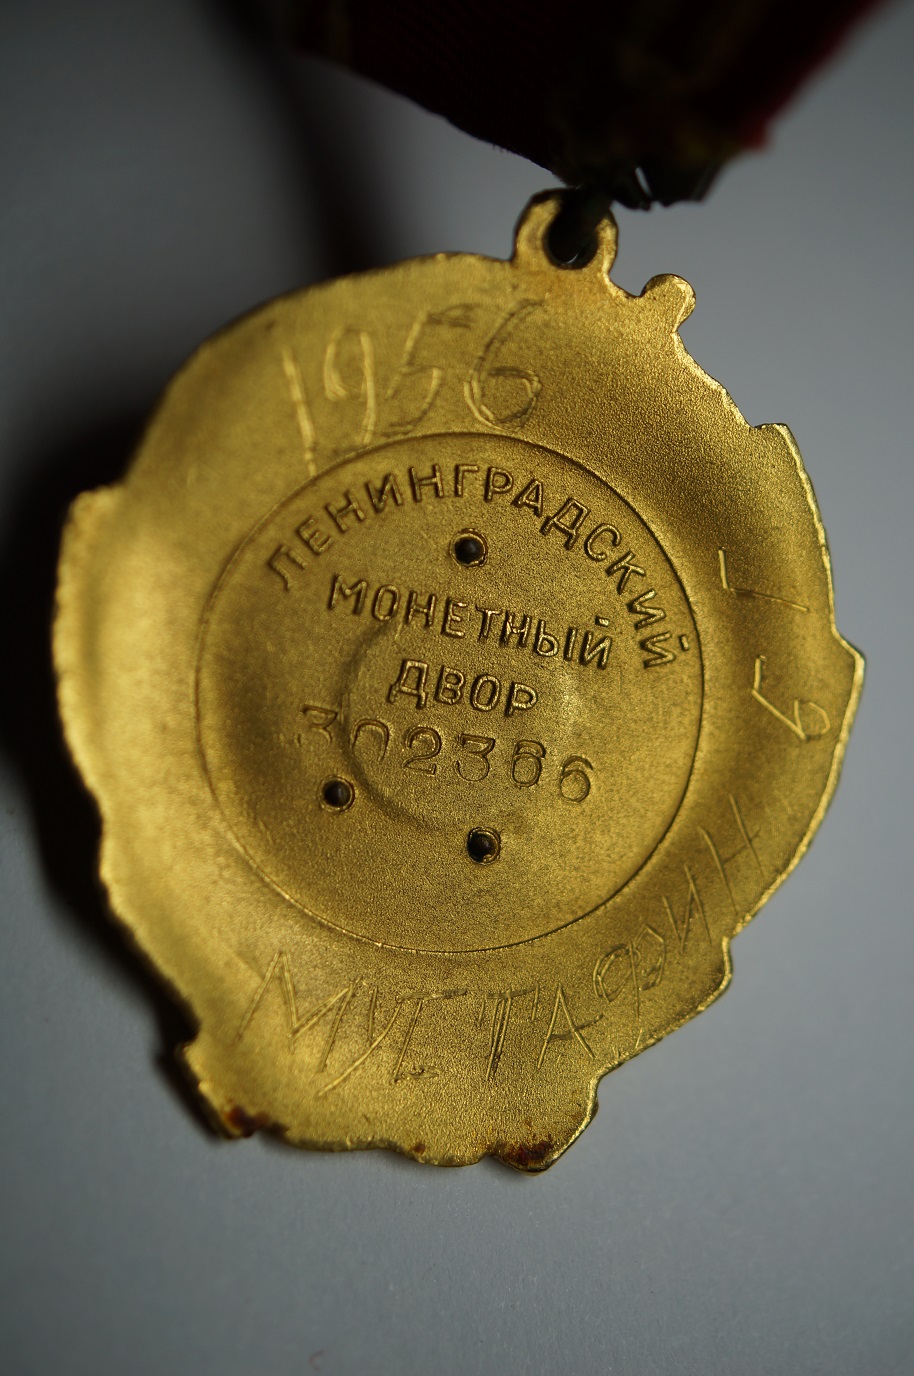 1956
ЛЕНИНГРАДСКИЙ
МОНЕТНЫЙ
ДВОР
302366
МУСТАФИН